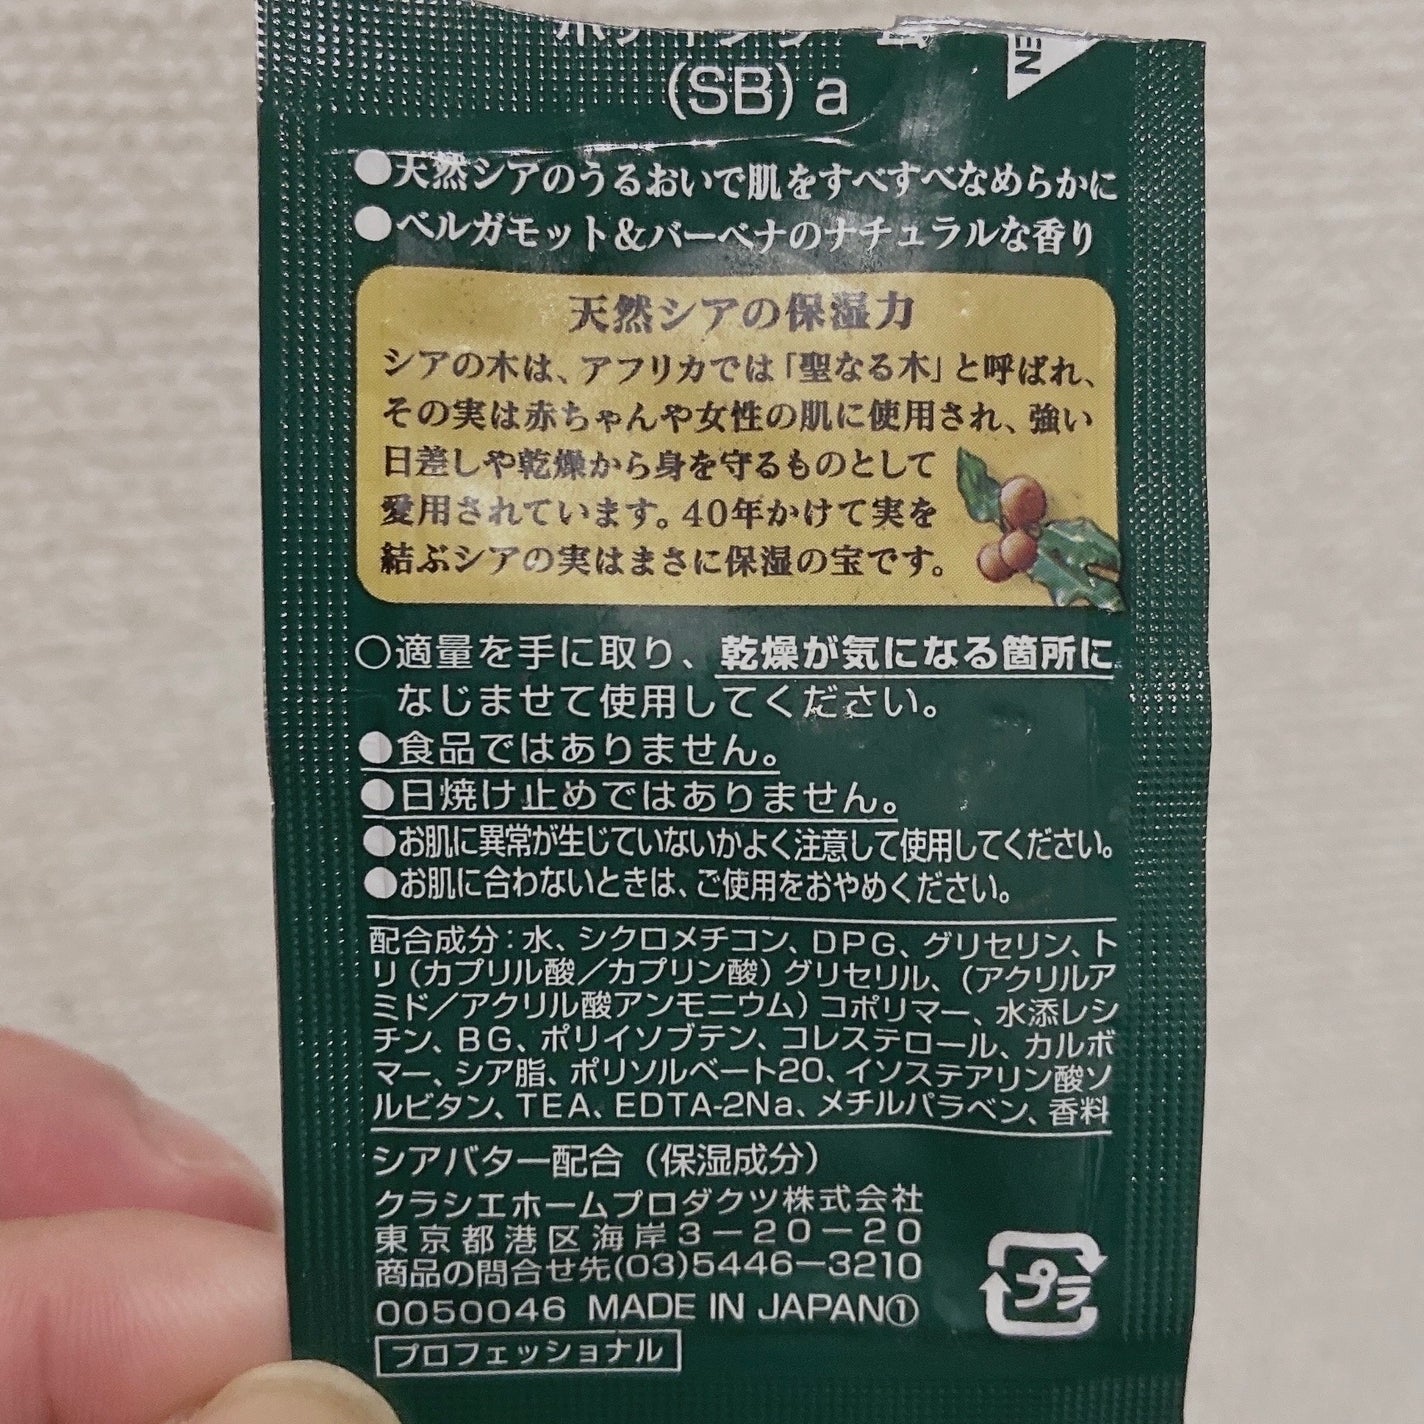 (SB)a
●天然シアのうるおいで肌をすべすべなめらかに
●ベルガモット&バーベナのナチュラルな香り
天然シアの保湿力
シアの木は、アフリカでは「聖なる木」と呼ばれ、
その実は赤ちゃんや女性の肌に使用され、強い
日差しや乾燥から身を守るものとして
愛用されています。40年かけて実を
結ぶシアの実はまさに保湿の宝です。
○適量を手に取り、乾燥が気になる箇所に
なじませて使用してください。
●食品ではありません。
●日焼け止めではありません。
●お肌に異常が生じていないかよく注意して使用してください。
●お肌に合わないときは、ご使用をおやめください。
配合成分:水、シクロメチコン、DPG、グリセリン、ト
リ(カプリル酸/カプリン酸)グリセリル、(アクリルア
ミド/アクリル酸アンモニウム)コポリマー、水添レシ
チン、BG、ポリイソブテン、コレステロール、カルボ
マー、シア脂、ポリソルベート20、イソステアリン酸ソ
ルビタン、TEA、EDTA-2Na、メチルパラベン、香料
シアバター配合(保湿成分)
クラシエホームプロダクツ株式会社
東京都港区海岸3-20-20
商品の問合せ先(03)5446-3210
0050046 MADE IN JAPAN①
プラ
プロフェッショナル